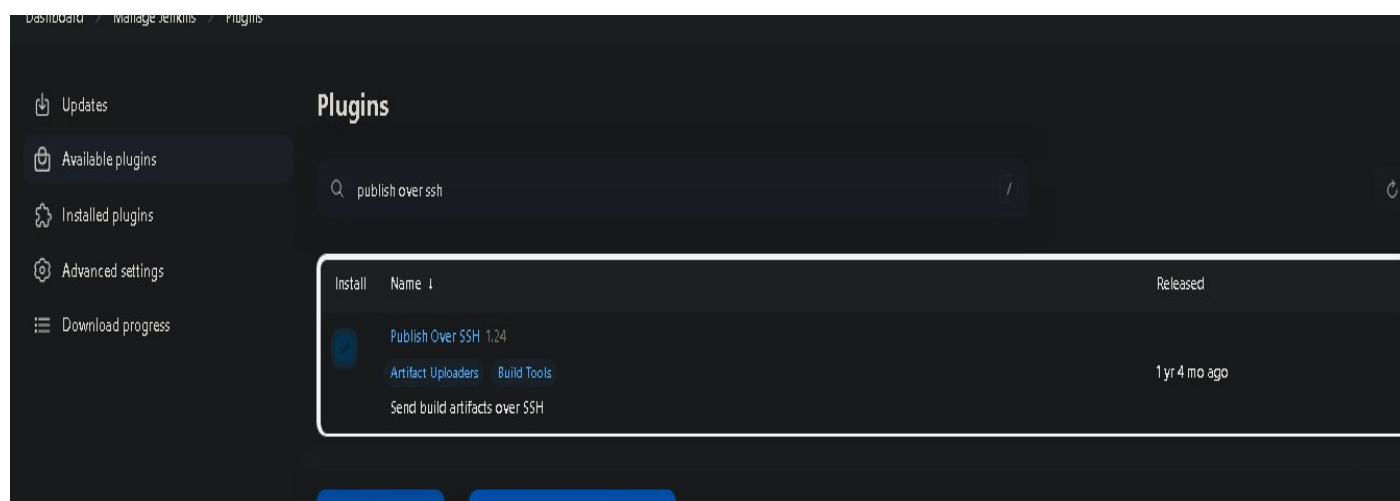 Dashboard > Manage Jenkins > Plugins
Updates
Available plugins
Installed plugins
Advanced settings
Download progress
Plugins
publish over ssh /
Install Name ↓ Released
Publish Over SSH 1.24
Artifact Uploaders Build Tools
1 yr 4 mo ago
Send build artifacts over SSH